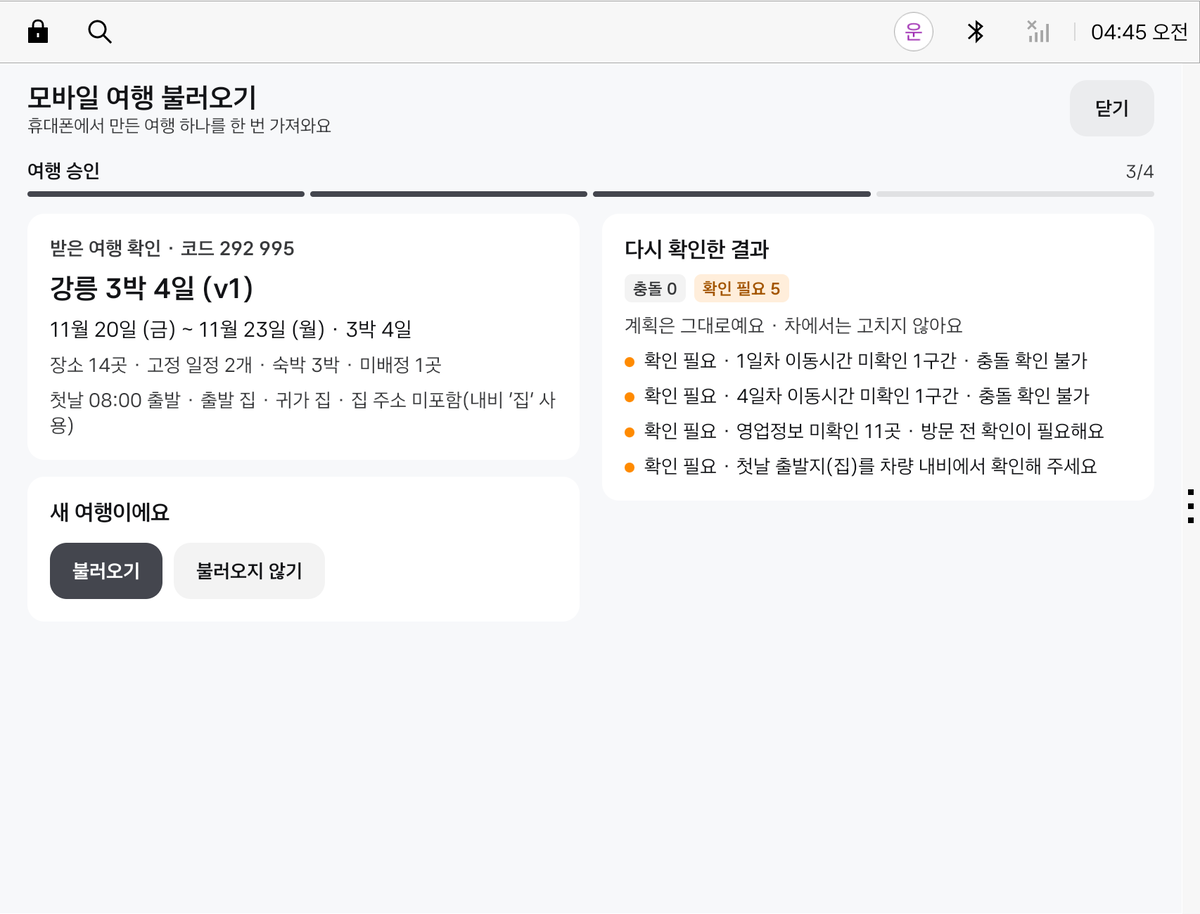 운
04:45 오전
모바일 여행 불러오기
휴대폰에서 만든 여행 하나를 한 번 가져와요
닫기
여행 승인
3/4
받은 여행 확인 · 코드 292 995
강릉 3박 4일 (v1)
11월 20일 (금) ~ 11월 23일 (월) · 3박 4일
장소 14곳 · 고정 일정 2개 · 숙박 3박 · 미배정 1곳
첫날 08:00 출발 · 출발 집 · 귀가 집 · 집 주소 미포함(내비 ‘집’ 사
용)
새 여행이에요
불러오기
불러오지 않기
다시 확인한 결과
충돌 0
확인 필요 5
계획은 그대로예요 · 차에서는 고치지 않아요
확인 필요 · 1일차 이동시간 미확인 1구간 · 충돌 확인 불가
확인 필요 · 4일차 이동시간 미확인 1구간 · 충돌 확인 불가
확인 필요 · 영업정보 미확인 11곳 · 방문 전 확인이 필요해요
확인 필요 · 첫날 출발지(집)를 차량 내비에서 확인해 주세요